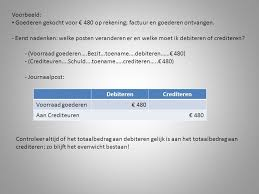 Voorbeeld:
• Goederen gekocht voor € 480 op rekening, factuur en goederen ontvangen.
- Eerst nadenken: welke posten veranderen er en welke moet ik debiteren of crediteren?
- (Voorraad goederen....Bezit...toename....debiteren......€ 480)
- (Crediteuren....Schuld....toename.....crediteren.....€ 480)
- Journaalpost:
Debiteren Crediteren
Voorraad goederen € 480
Aan Crediteuren € 480
Controleer altijd of het totaalbedrag aan debiteren gelijk is aan het totaalbedrag aan
crediteren; zo blijft het evenwicht bestaan!